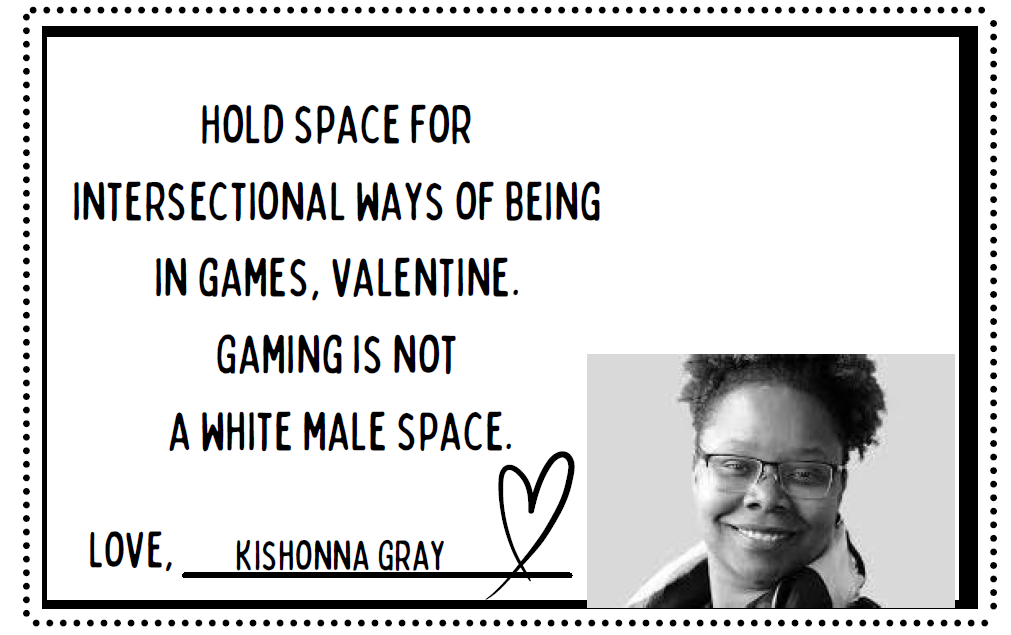 HOLD SPACE FOR
INTERSECTIONAL WAYS OF BEING
IN GAMES, VALENTINE.
GAMING IS NOT
A WHITE MALE SPACE.
LOVE, KISHONNA GRAY